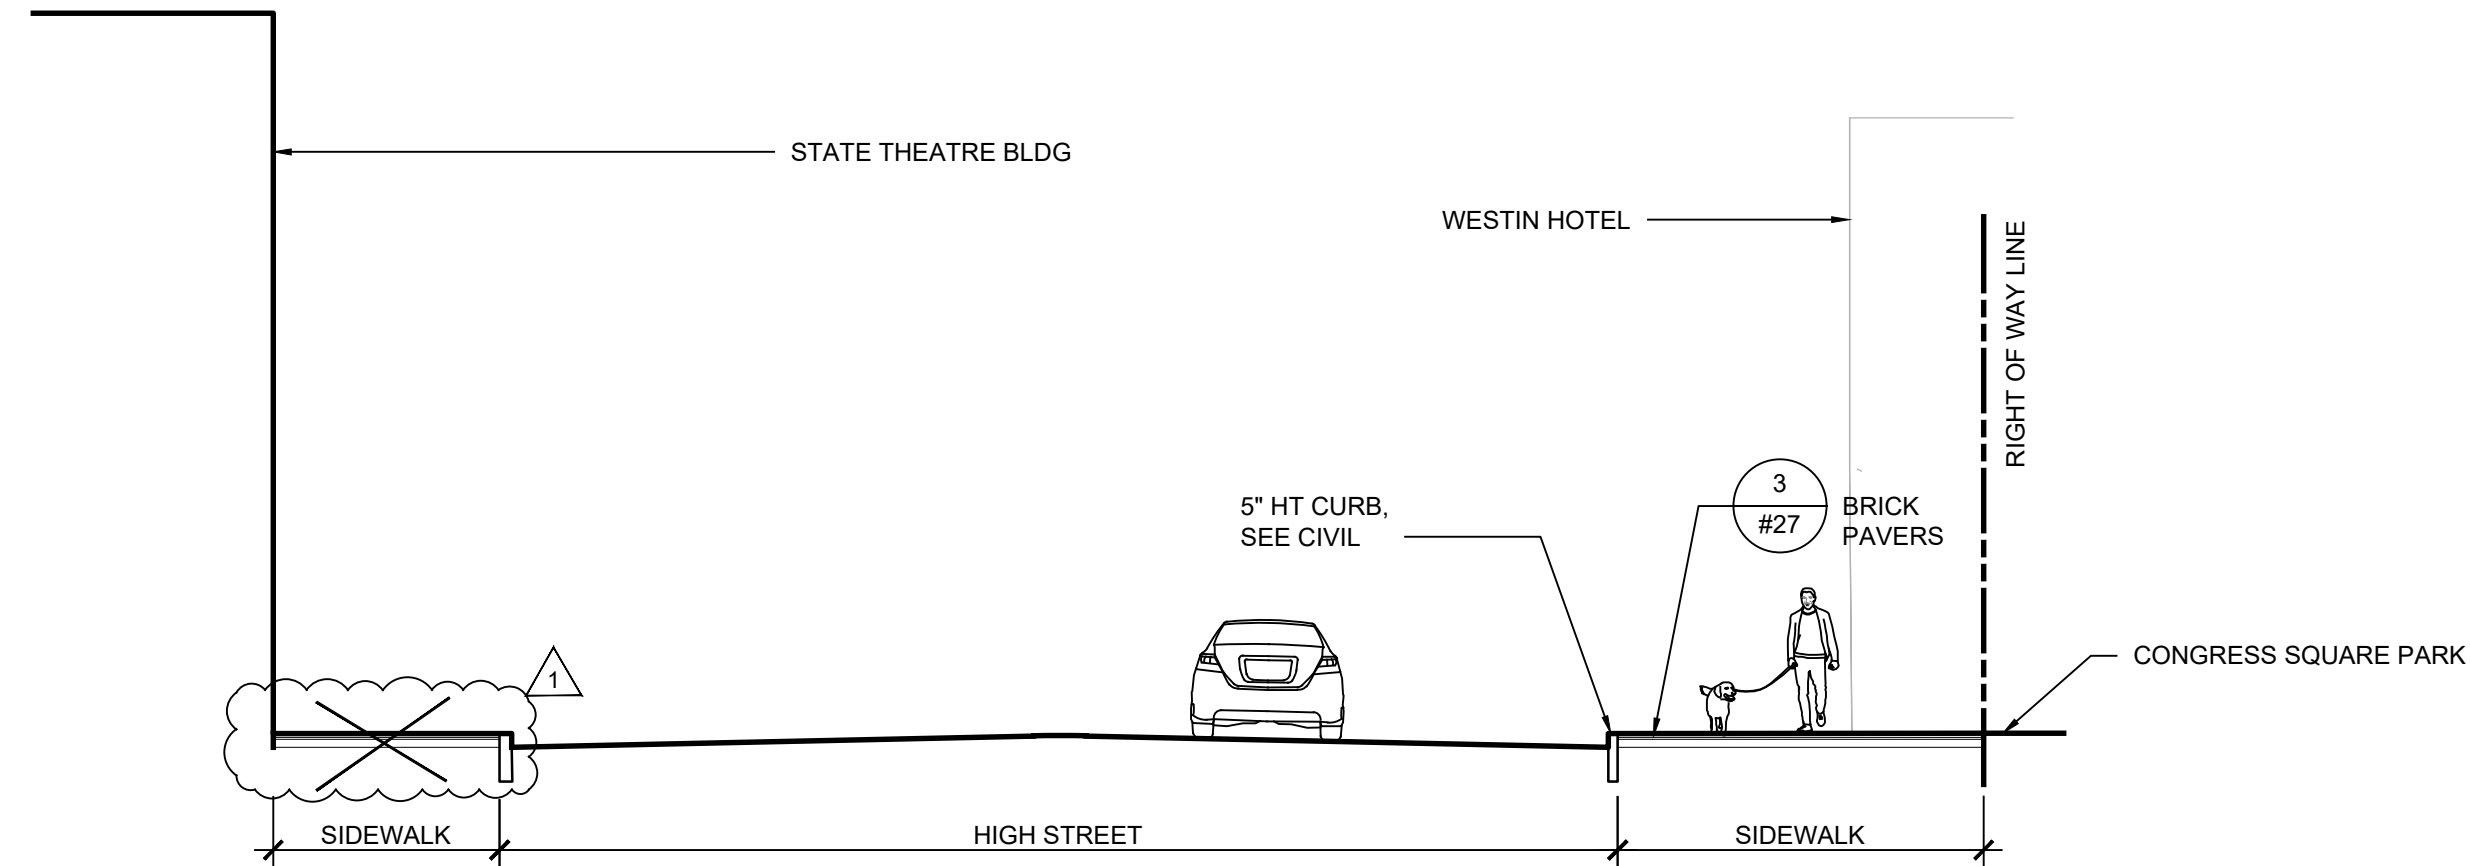 STATE THEATRE BLDG
WESTIN HOTEL
RIGHT OF WAY LINE
3
#27
BRICK
PAVERS
5" HT CURB,
SEE CIVIL
CONGRESS SQUARE PARK
1
SIDEWALK
HIGH STREET
SIDEWALK